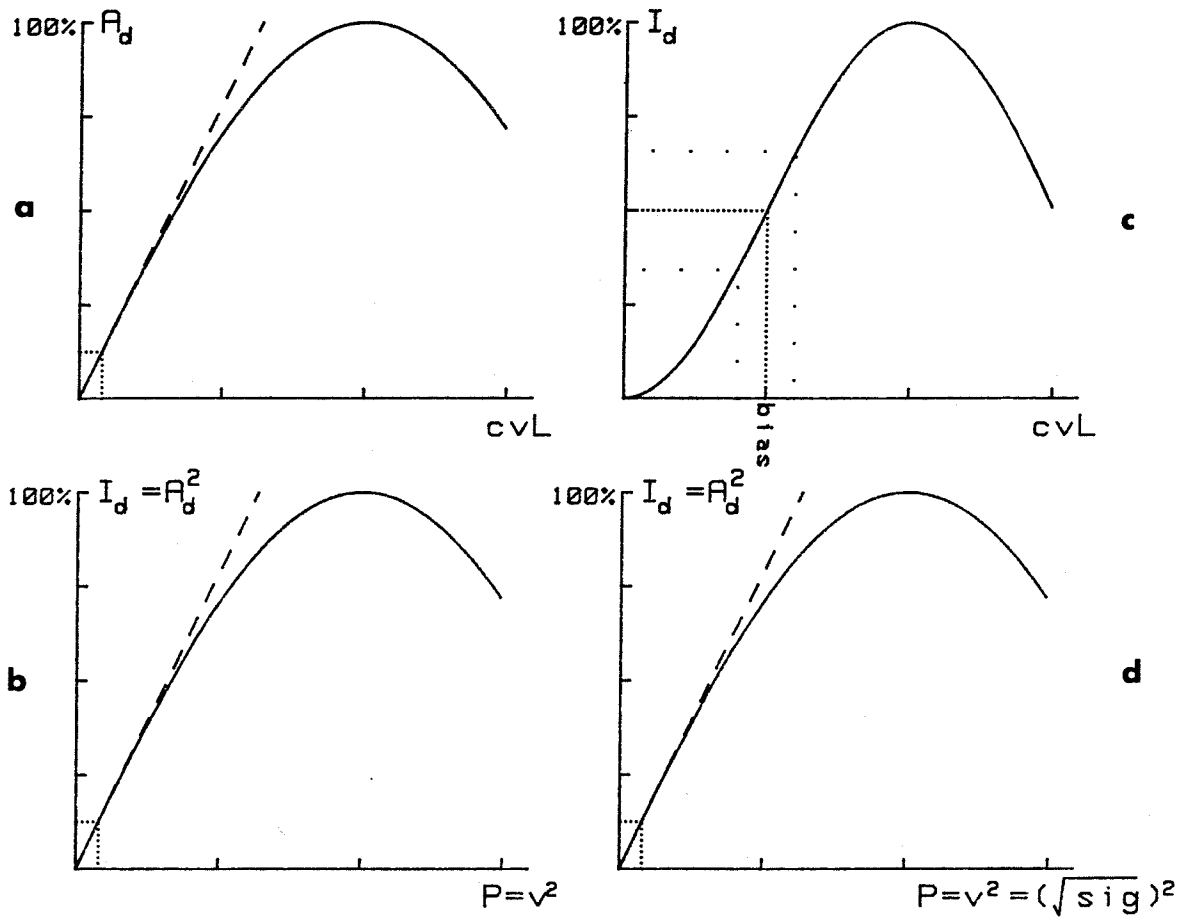 100% A_d
a
cvL
100% I_d
c
bias
cvL
100% I_d = A_d^2
b
P=v²
100% I_d = A_d^2
d
P=v²=(√sig)²